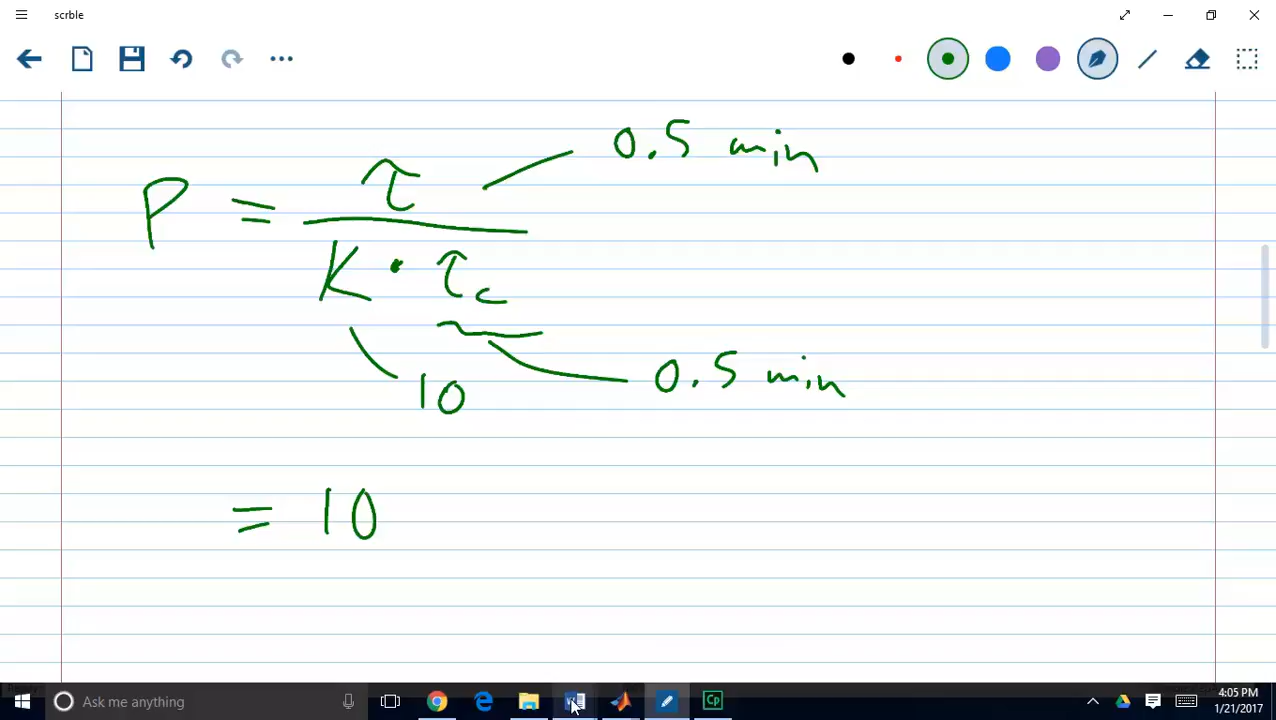 scrble
0.5 min
P = τ / K • τc
10
0.5 min
= 10
Ask me anything
Cp
4:05 PM
1/21/2017